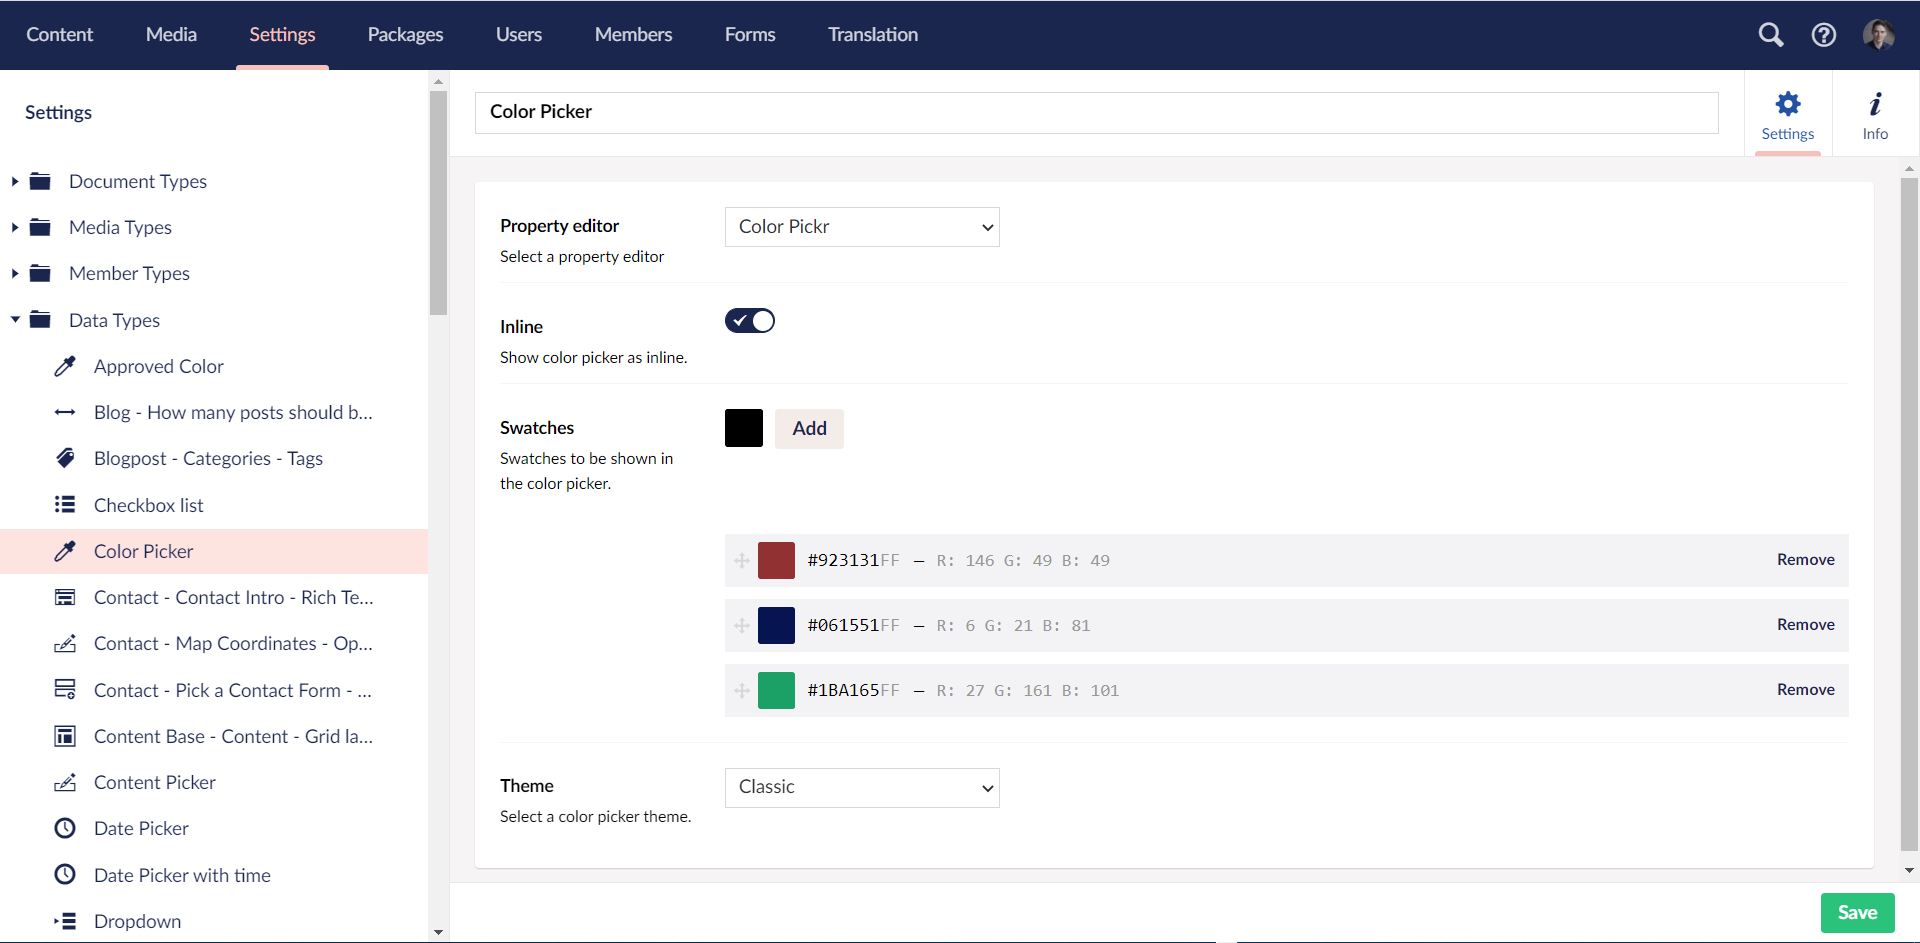 Content Media Settings Packages Users Members Forms Translation
Settings
Document Types
Media Types
Member Types
Data Types
Approved Color
Blog - How many posts should b...
Blogpost - Categories - Tags
Checkbox list
Color Picker
Contact - Contact Intro - Rich Te...
Contact - Map Coordinates - Op...
Contact - Pick a Contact Form - ...
Content Base - Content - Grid la...
Content Picker
Date Picker
Date Picker with time
Dropdown
Color Picker
Settings
Info
Property editor
Select a property editor
Color Pickr
Inline
Show color picker as inline.
Swatches
Swatches to be shown in
the color picker.
Add
#923131FF — R: 146 G: 49 B: 49 Remove
#061551FF — R: 6 G: 21 B: 81 Remove
#1BA165FF — R: 27 G: 161 B: 101 Remove
Theme
Select a color picker theme.
Classic
Save